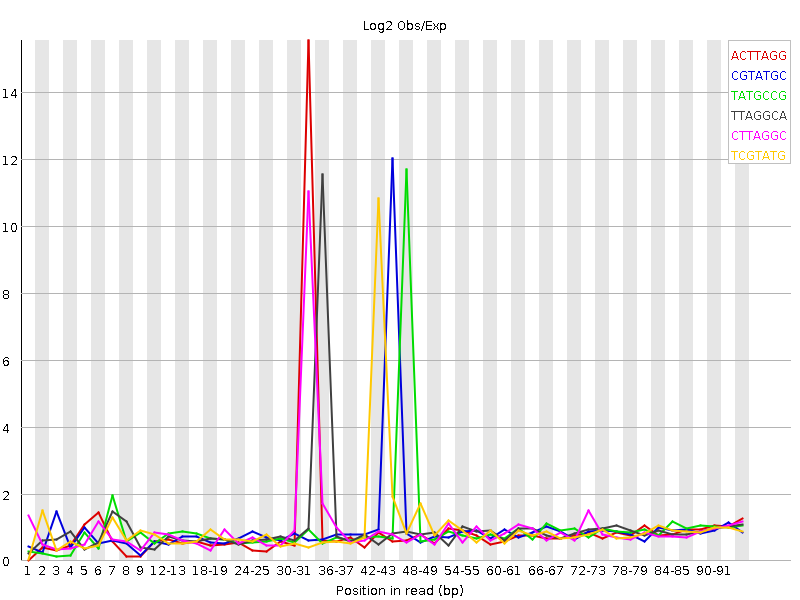 Log2 Obs/Exp
ACTTAGG
CGTATGC
TATGCCG
TTAGGCA
CTTAGGC
TCGTATG
14
12
10
8
6
4
2
0
1 2 3 4 5 6 7 8 9 12-13 18-19 24-25 30-31 36-37 42-43 48-49 54-55 60-61 66-67 72-73 78-79 84-85 90-91
Position in read (bp)